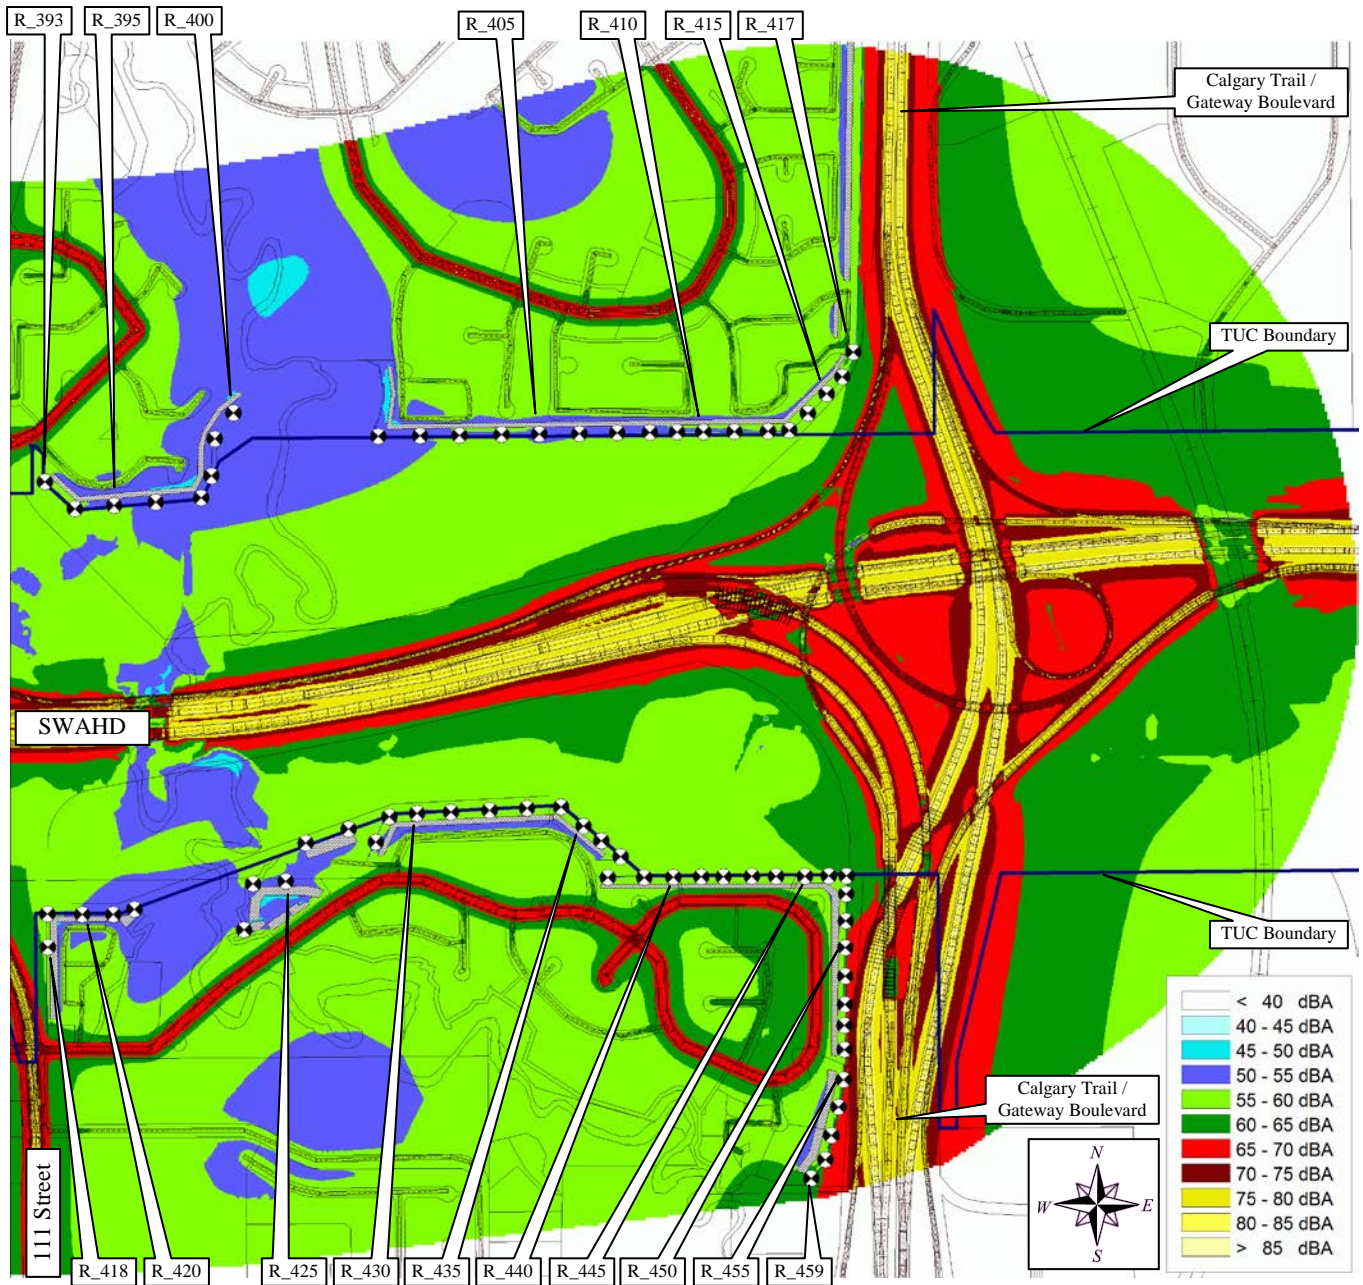 R_393
R_395
R_400
R_405
R_410
R_415
R_417
Calgary Trail /
Gateway Boulevard
TUC Boundary
SWAHD
TUC Boundary
< 40 dBA
40 - 45 dBA
45 - 50 dBA
50 - 55 dBA
55 - 60 dBA
60 - 65 dBA
65 - 70 dBA
70 - 75 dBA
75 - 80 dBA
80 - 85 dBA
> 85 dBA
Calgary Trail /
Gateway Boulevard
N
W
E
S
111 Street
R_418
R_420
R_425
R_430
R_435
R_440
R_445
R_450
R_455
R_459